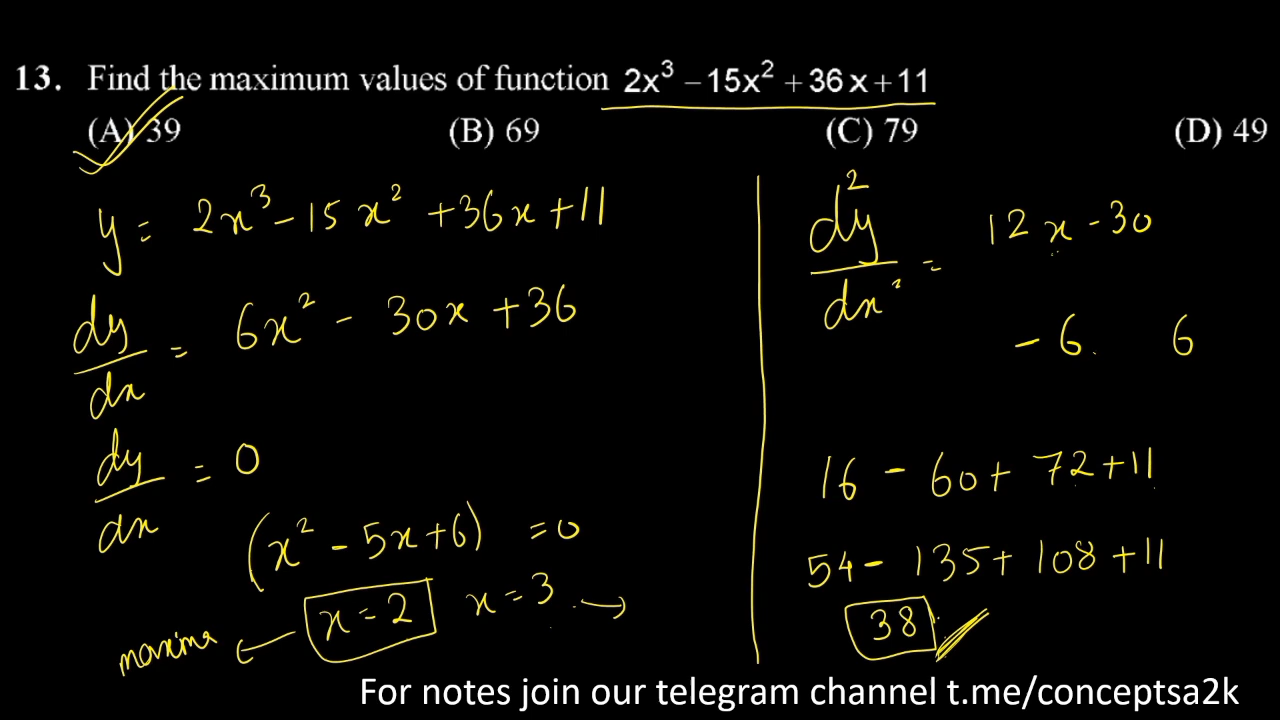 13. Find the maximum values of function 2x³ – 15x² + 36x + 11
(A) 39 (B) 69 (C) 79 (D) 49
y = 2x³ - 15x² + 36x + 11
dy/dx = 6x² - 30x + 36
dy/dx = 0
(x² - 5x + 6) = 0
x = 2 x = 3 →
maxima ←
d²y/dx² = 12x - 30
- 6. 6
16 - 60 + 72 + 11
54 - 135 + 108 + 11
38
For notes join our telegram channel t.me/conceptsa2k